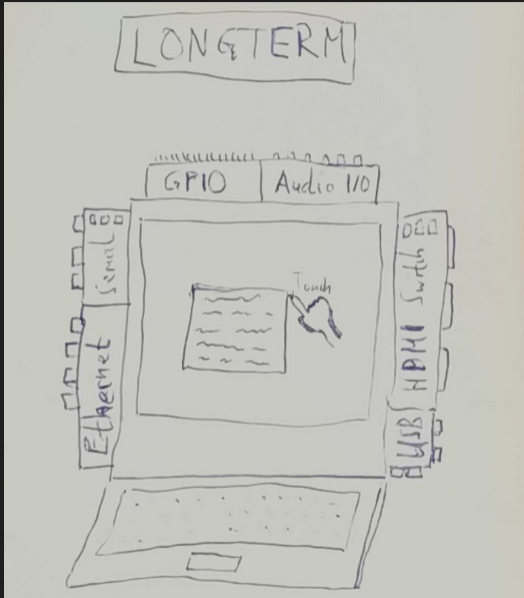 LONGTERM
GPIO
Audio I/O
Serial
Ethernet
Touch
HDMI Switch
USB